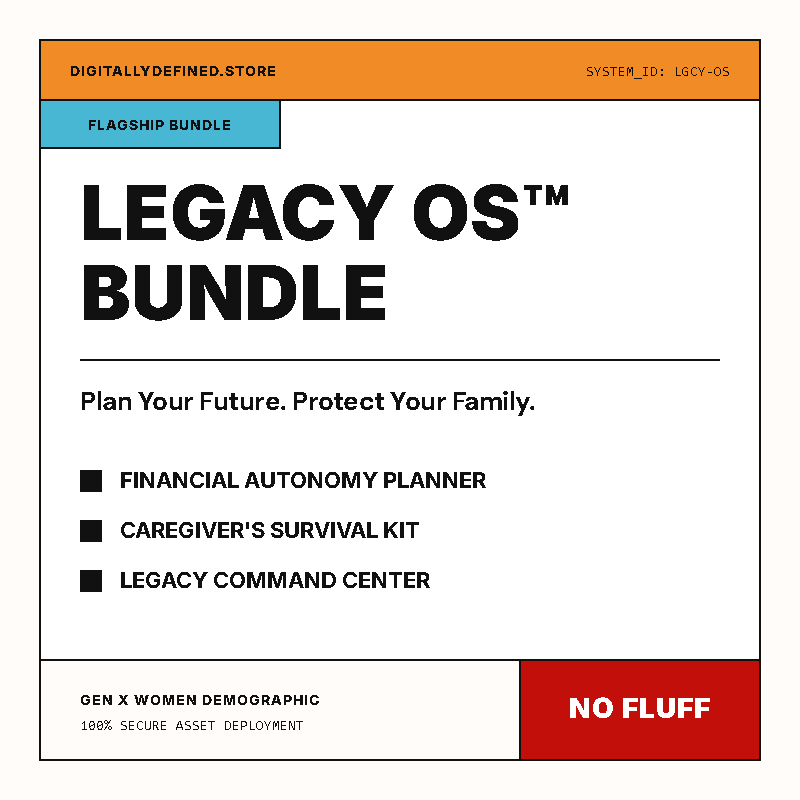 DIGITALLYDEFINED.STORE
SYSTEM_ID: LGCY-OS
FLAGSHIP BUNDLE
LEGACY OS™
BUNDLE
Plan Your Future. Protect Your Family.
FINANCIAL AUTONOMY PLANNER
CAREGIVER'S SURVIVAL KIT
LEGACY COMMAND CENTER
GEN X WOMEN DEMOGRAPHIC
100% SECURE ASSET DEPLOYMENT
NO FLUFF